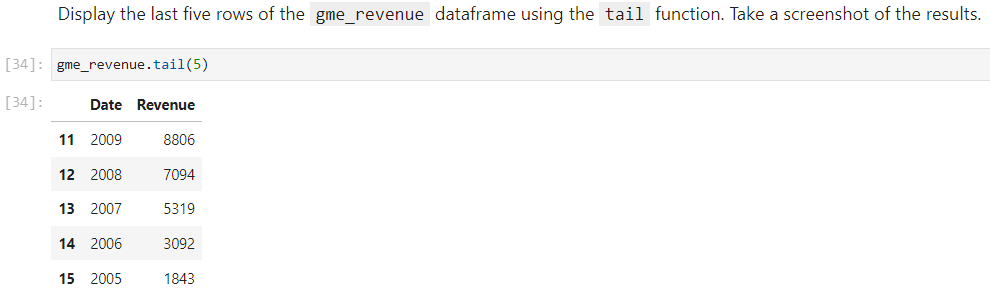 Display the last five rows of the gme_revenue dataframe using the tail function. Take a screenshot of the results.
[34]: gme_revenue.tail(5)
[34]:
Date Revenue
11 2009 8806
12 2008 7094
13 2007 5319
14 2006 3092
15 2005 1843